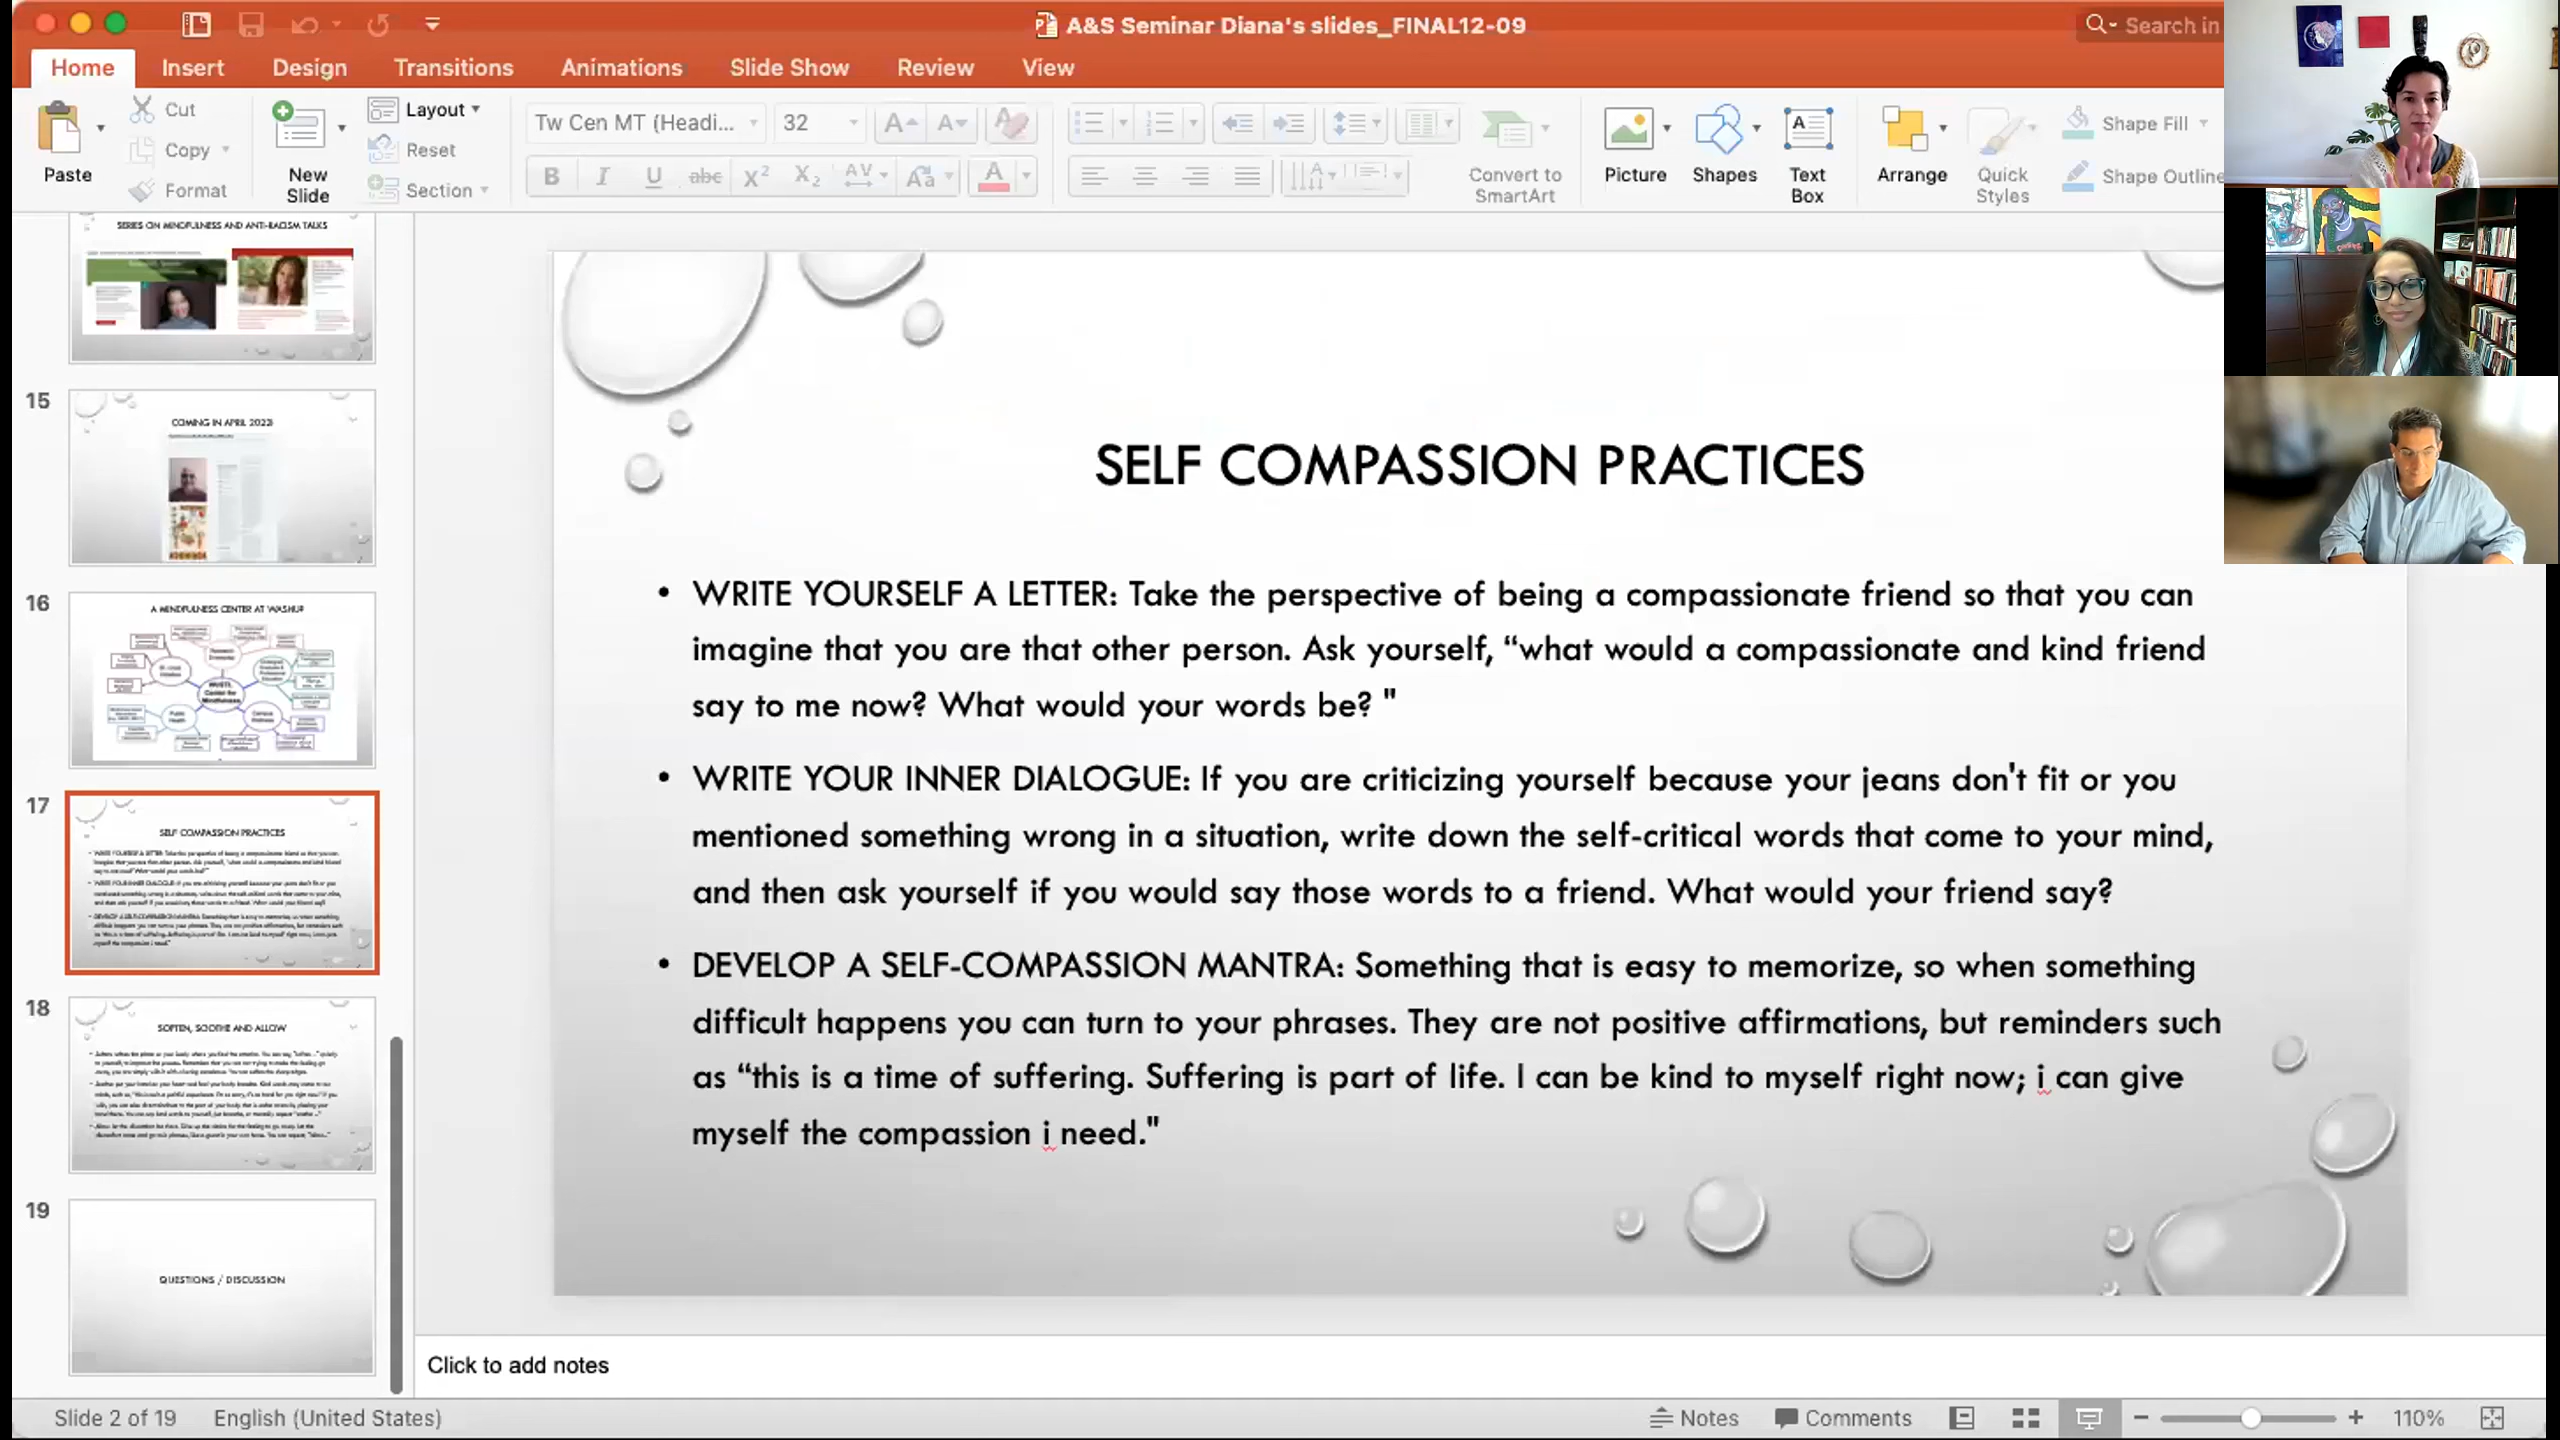 A&S Seminar Diana's slides_FINAL12-09
Search in
Home
Insert
Design
Transitions
Animations
Slide Show
Review
View
Paste
Cut
Copy
Format
New
Slide
Layout
Reset
Section
Tw Cen MT (Headi...
32
Convert to
SmartArt
Picture
Shapes
Text
Box
Arrange
Quick
Styles
Shape Fill
Shape Outline
SERIES ON MINDFULNESS AND ANTI-RACISM TALKS
15
COMING IN APRIL 2022!
16
A MINDFULNESS CENTER AT WASHU?
17
SELF COMPASSION PRACTICES
18
SOFTEN, SOOTHE AND ALLOW
19
QUESTIONS / DISCUSSION
SELF COMPASSION PRACTICES
• WRITE YOURSELF A LETTER: Take the perspective of being a compassionate friend so that you can
imagine that you are that other person. Ask yourself, “what would a compassionate and kind friend
say to me now? What would your words be? "
• WRITE YOUR INNER DIALOGUE: If you are criticizing yourself because your jeans don't fit or you
mentioned something wrong in a situation, write down the self-critical words that come to your mind,
and then ask yourself if you would say those words to a friend. What would your friend say?
• DEVELOP A SELF-COMPASSION MANTRA: Something that is easy to memorize, so when something
difficult happens you can turn to your phrases. They are not positive affirmations, but reminders such
as “this is a time of suffering. Suffering is part of life. I can be kind to myself right now; i can give
myself the compassion i need."
Click to add notes
Slide 2 of 19
English (United States)
Notes
Comments
110%